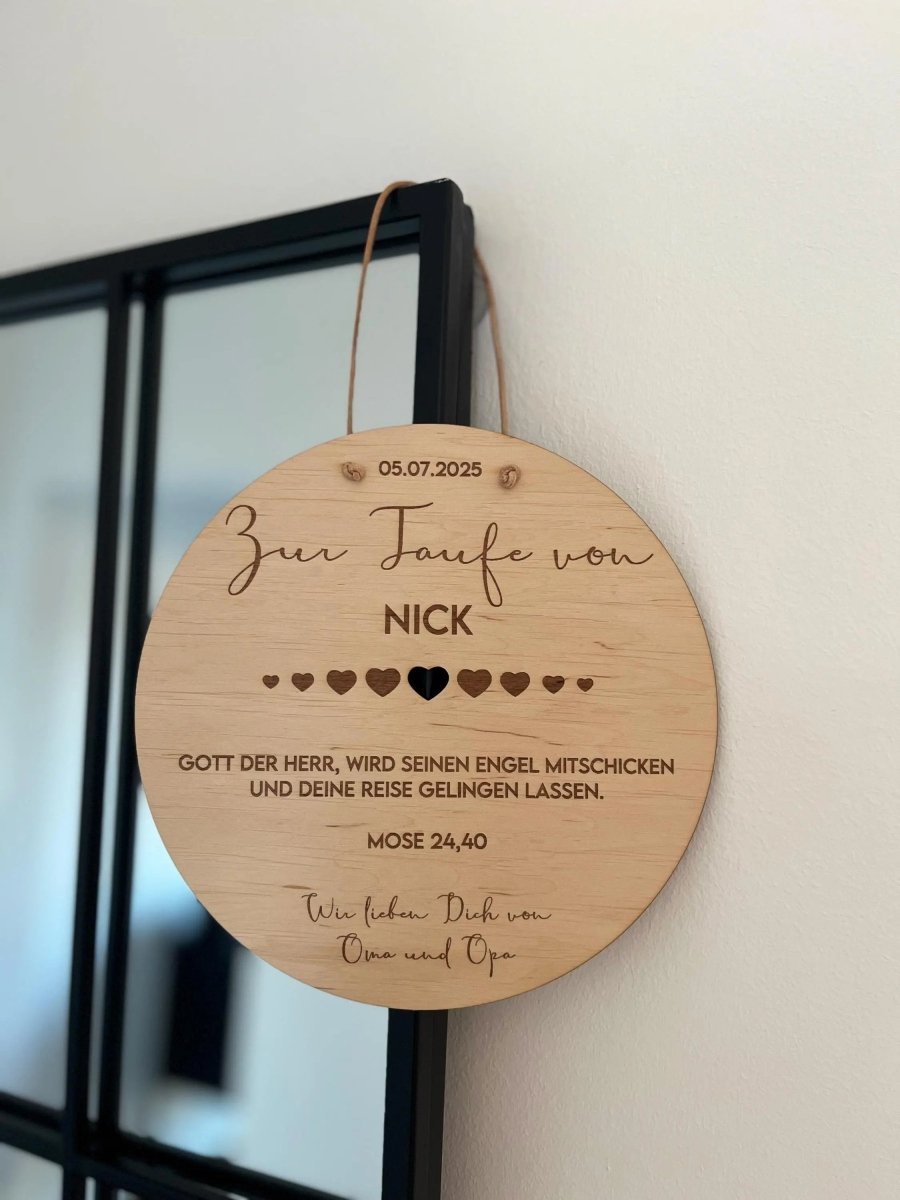 05.07.2025
Zur Taufe von
NICK
GOTT DER HERR, WIRD SEINEN ENGEL MITSCHICKEN
UND DEINE REISE GELINGEN LASSEN.
MOSE 24,40
Wir lieben Dich von
Oma und Opa